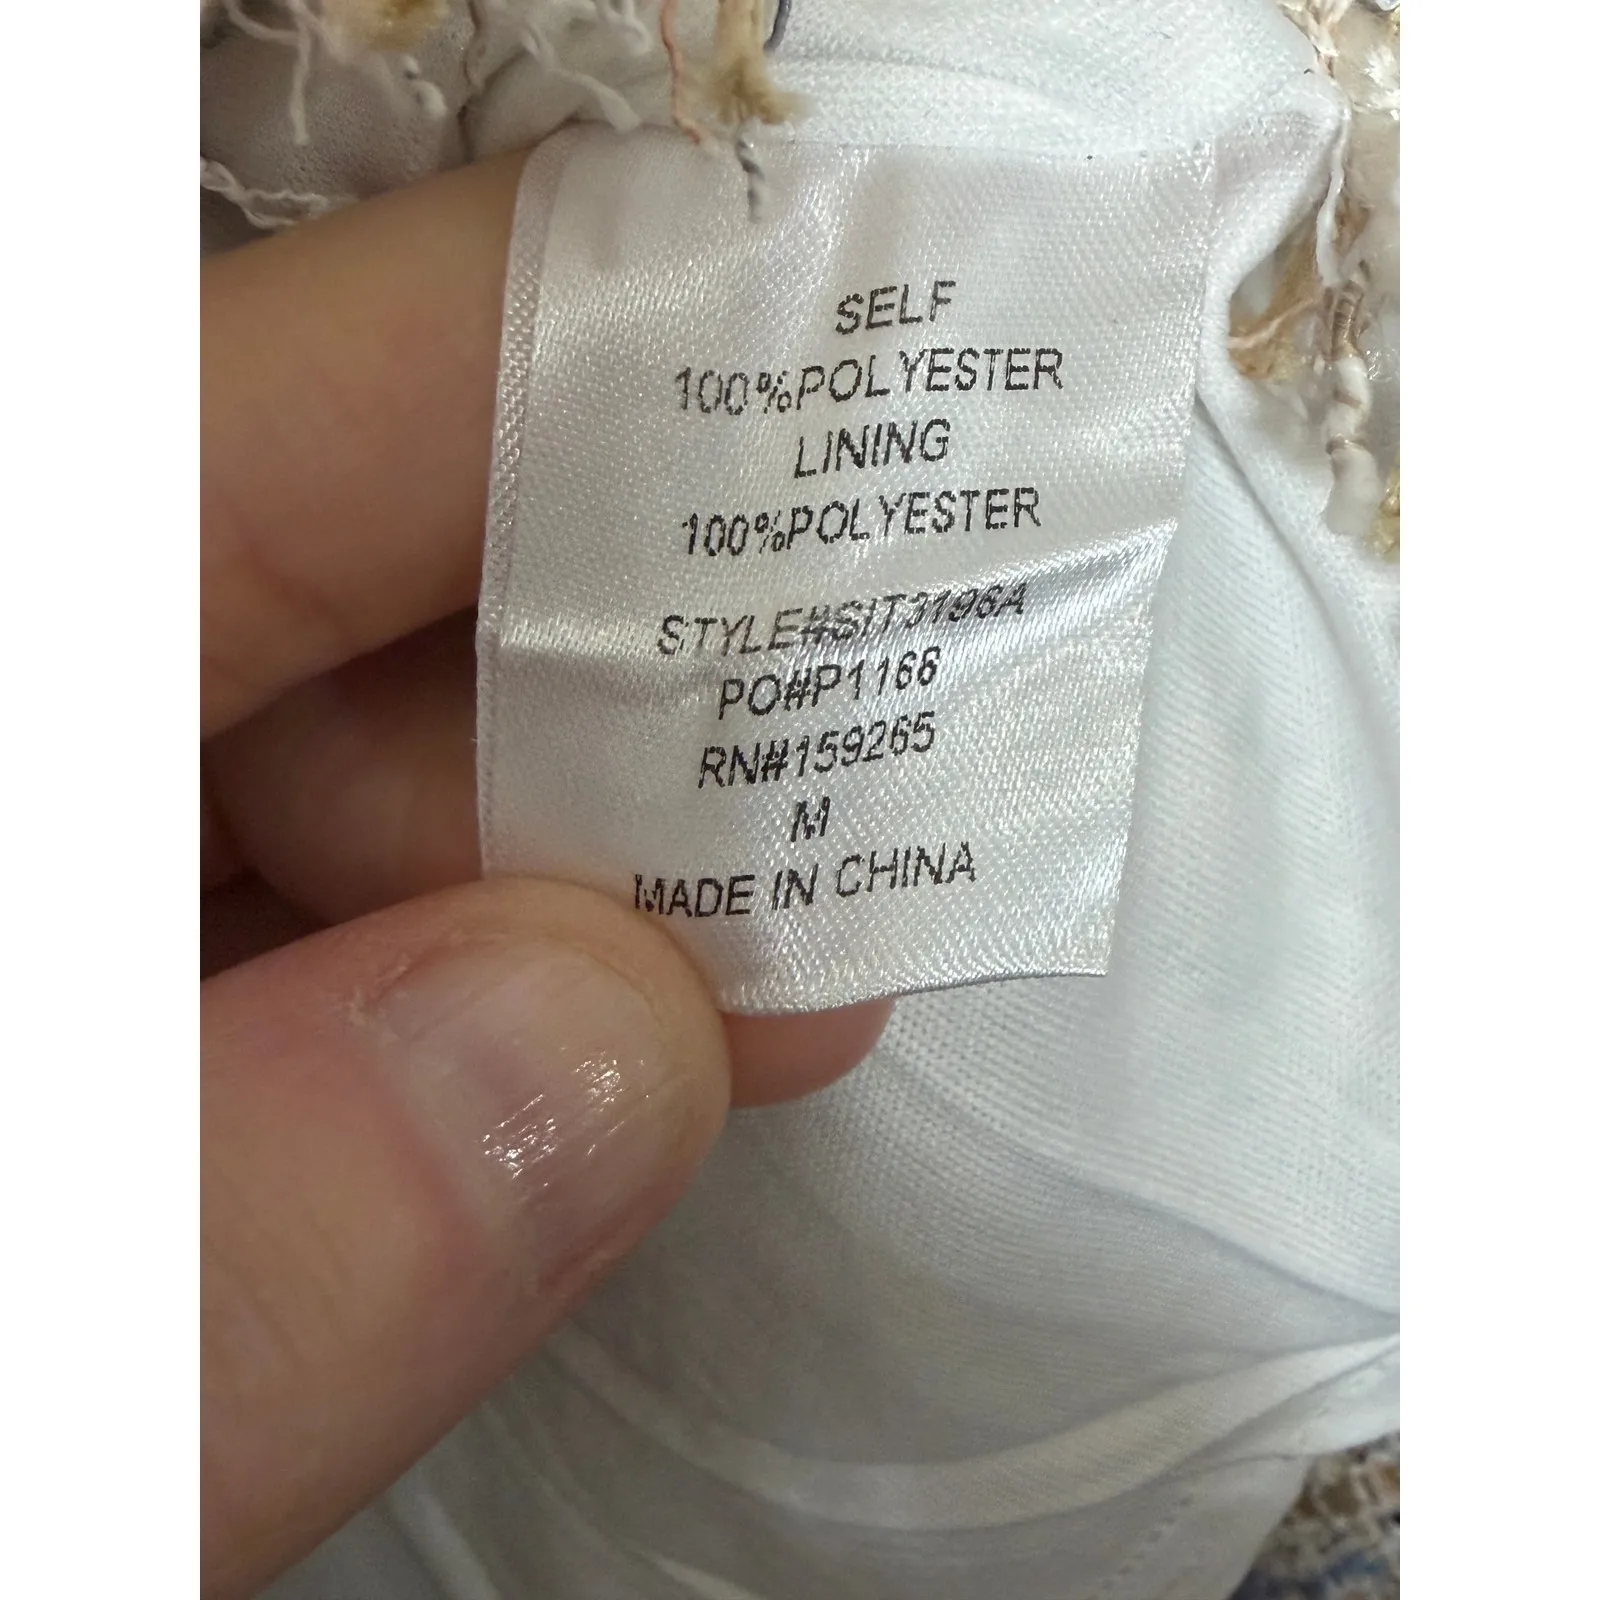 SELF
100%POLYESTER
LINING
100%POLYESTER
STYLE#SIT3196A
PO#P1166
RN#159265
M
MADE IN CHINA